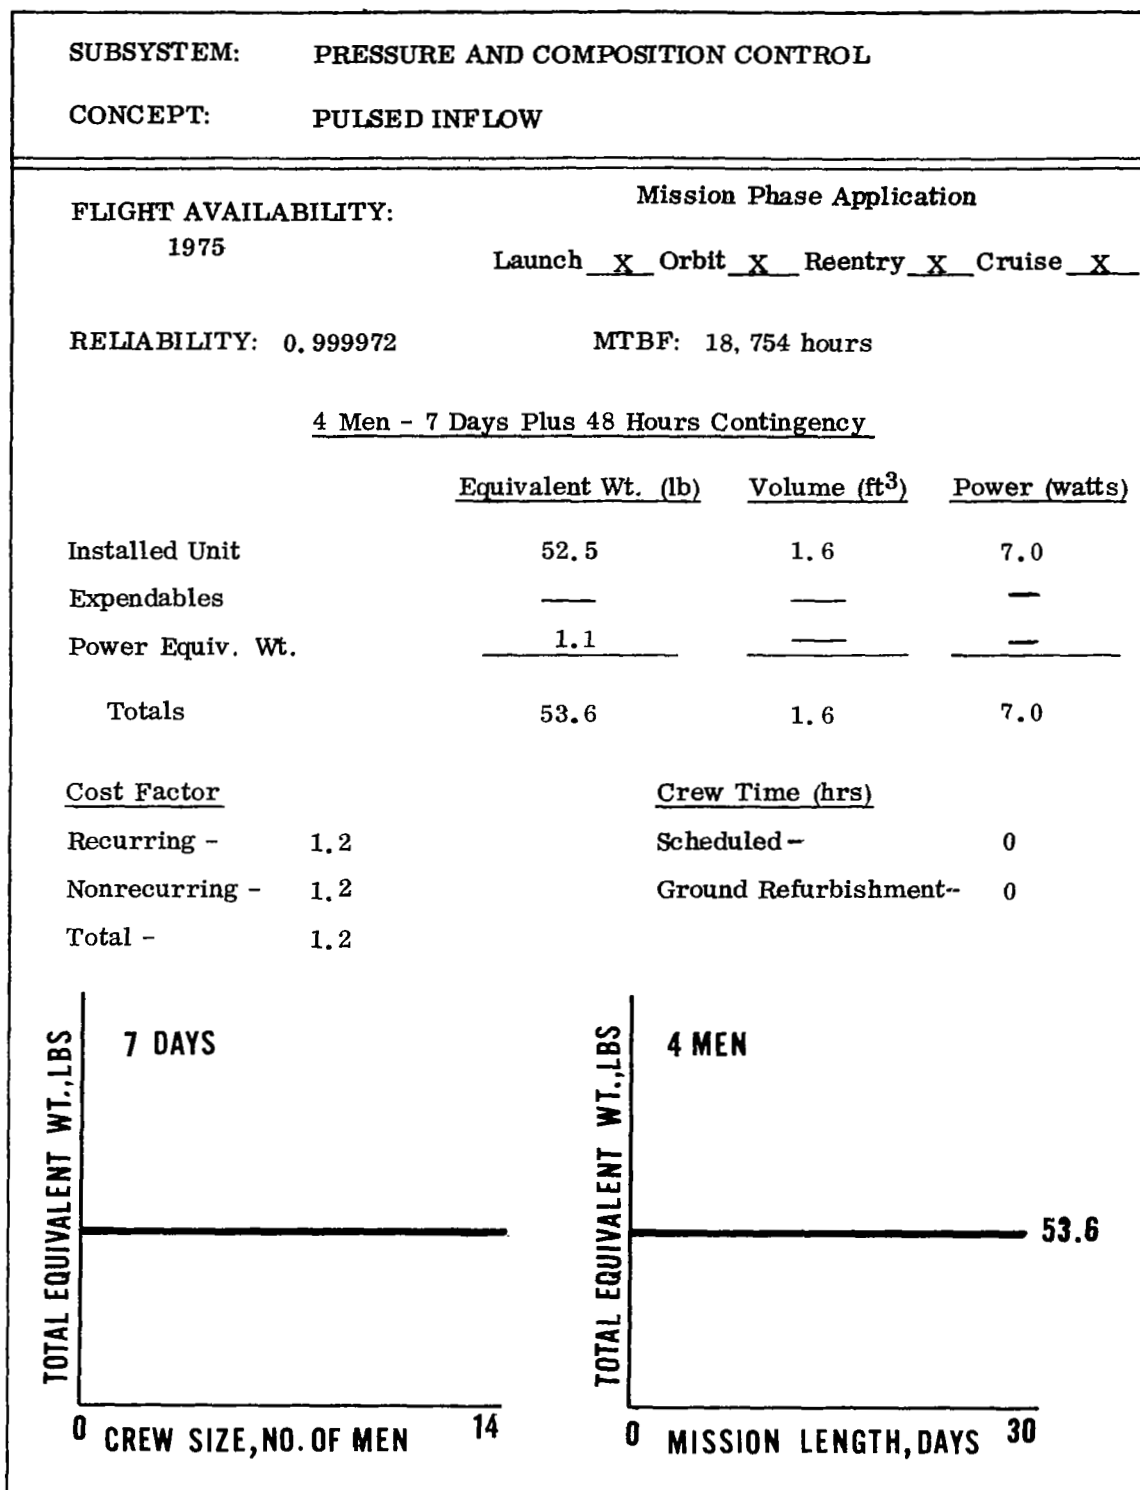 SUBSYSTEM: PRESSURE AND COMPOSITION CONTROL
CONCEPT: PULSED INFLOW
FLIGHT AVAILABILITY:
1975
Mission Phase Application
Launch X Orbit X Reentry X Cruise X
RELIABILITY: 0.999972 MTBF: 18,754 hours
4 Men - 7 Days Plus 48 Hours Contingency
Equivalent Wt. (lb) Volume (ft3) Power (watts)
Installed Unit 52.5 1.6 7.0
Expendables — — —
Power Equiv. Wt. 1.1 — —
Totals 53.6 1.6 7.0
Cost Factor
Recurring - 1.2
Nonrecurring - 1.2
Total - 1.2
Crew Time (hrs)
Scheduled - 0
Ground Refurbishment-- 0
7 DAYS
TOTAL EQUIVALENT WT.,LBS
0 CREW SIZE,NO.OF MEN 14
4 MEN
TOTAL EQUIVALENT WT.,LBS
53.6
0 MISSION LENGTH,DAYS 30